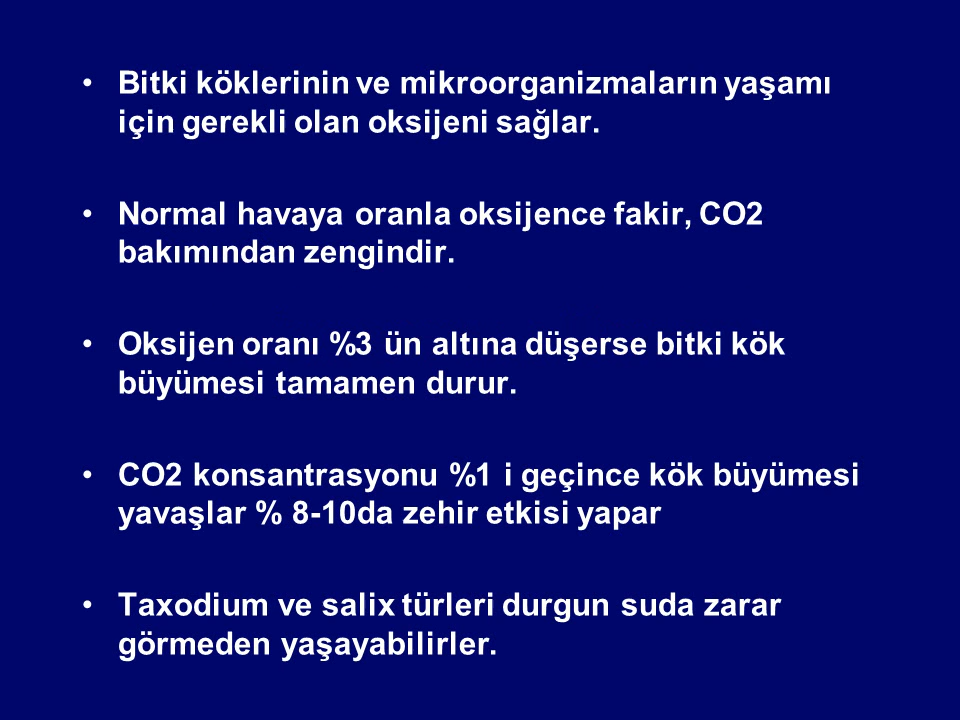 • Bitki köklerinin ve mikroorganizmaların yaşamı
için gerekli olan oksijeni sağlar.
• Normal havaya oranla oksijence fakir, CO2
bakımından zengindir.
• Oksijen oranı %3 ün altına düşerse bitki kök
büyümesi tamamen durur.
• CO2 konsantrasyonu %1 i geçince kök büyümesi
yavaşlar % 8-10da zehir etkisi yapar
• Taxodium ve salix türleri durgun suda zarar
görmeden yaşayabilirler.